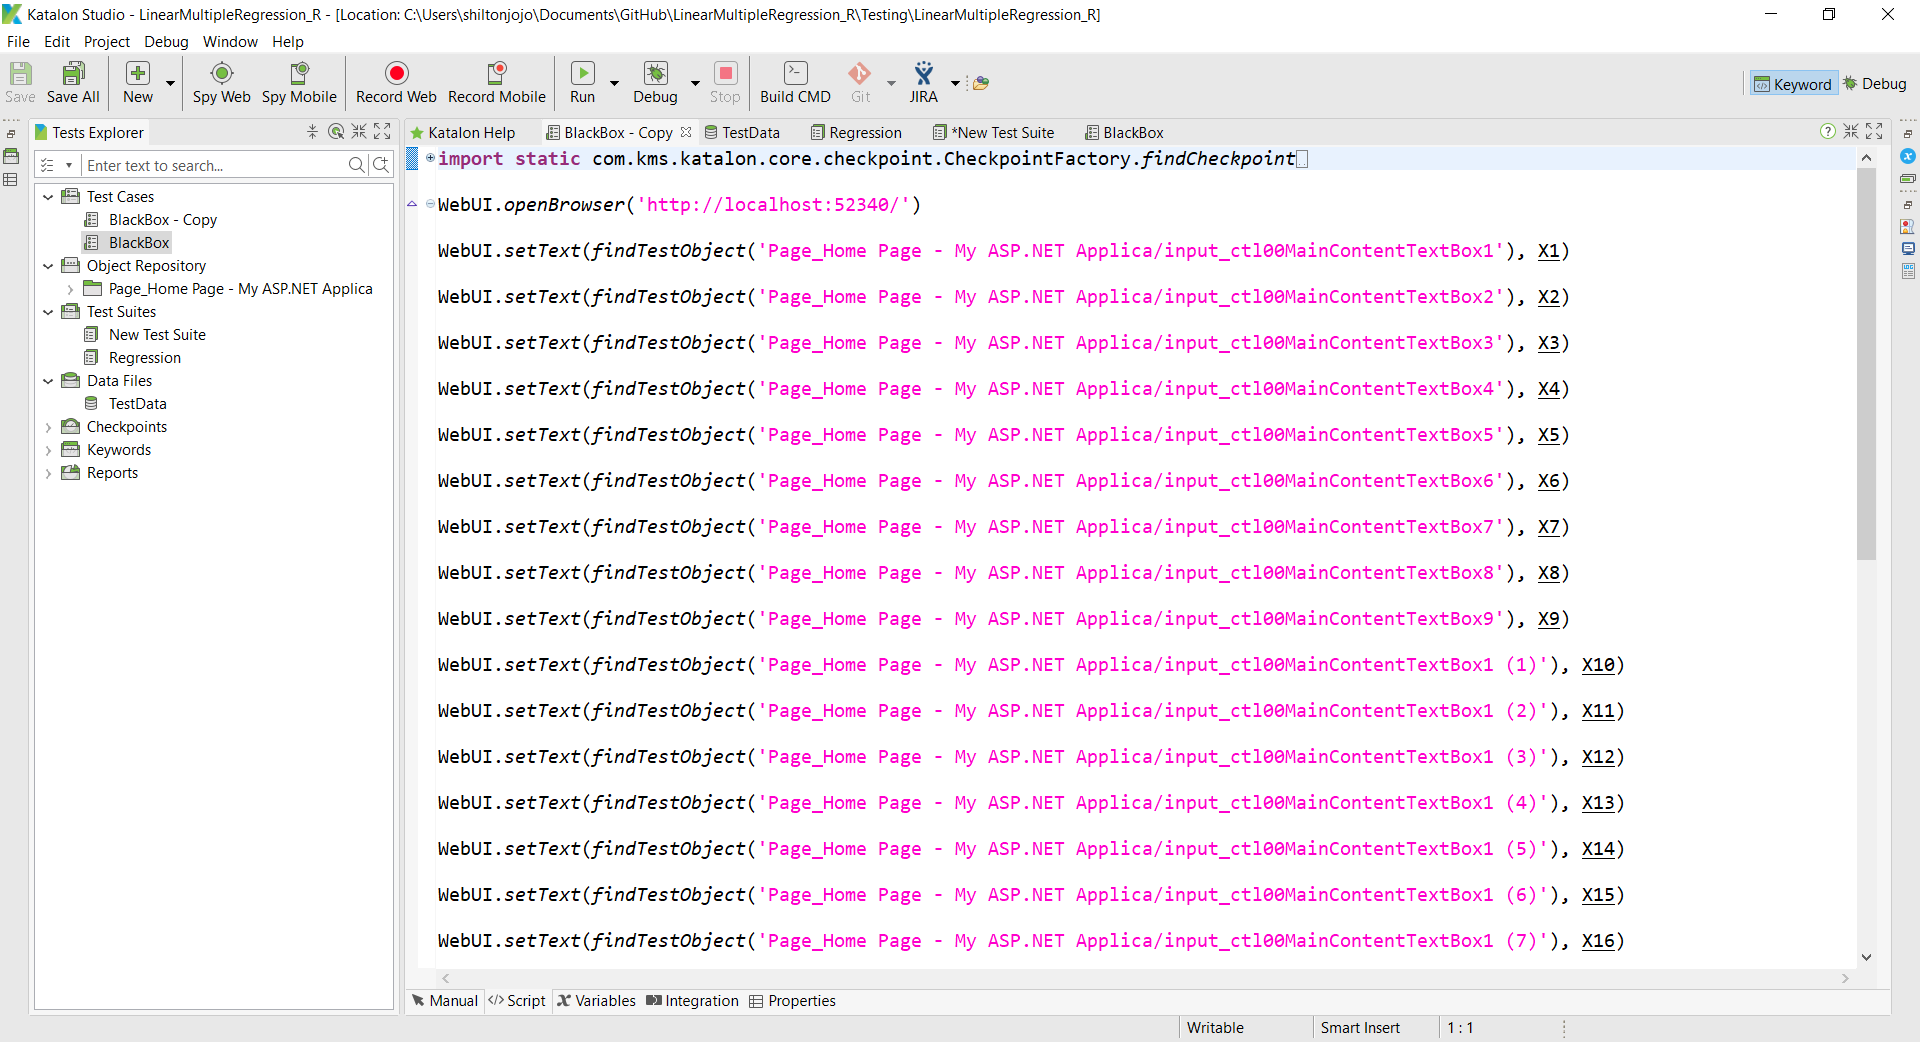 Katalon Studio - LinearMultipleRegression_R - [Location: C:\Users\shiltonjojo\Documents\GitHub\LinearMultipleRegression_R\Testing\LinearMultipleRegression_R]
File Edit Project Debug Window Help
Save Save All New Spy Web Spy Mobile Record Web Record Mobile Run Debug Stop Build CMD Git JIRA Keyword Debug
Tests Explorer
Enter text to search...
Test Cases
BlackBox - Copy
BlackBox
Object Repository
Page_Home Page - My ASP.NET Applica
Test Suites
New Test Suite
Regression
Data Files
TestData
Checkpoints
Keywords
Reports
Katalon Help BlackBox - Copy TestData Regression *New Test Suite BlackBox
import static com.kms.katalon.core.checkpoint.CheckpointFactory.findCheckpoint
WebUI.openBrowser('http://localhost:52340/')
WebUI.setText(findTestObject('Page_Home Page - My ASP.NET Applica/input_ctl00MainContentTextBox1'), X1)
WebUI.setText(findTestObject('Page_Home Page - My ASP.NET Applica/input_ctl00MainContentTextBox2'), X2)
WebUI.setText(findTestObject('Page_Home Page - My ASP.NET Applica/input_ctl00MainContentTextBox3'), X3)
WebUI.setText(findTestObject('Page_Home Page - My ASP.NET Applica/input_ctl00MainContentTextBox4'), X4)
WebUI.setText(findTestObject('Page_Home Page - My ASP.NET Applica/input_ctl00MainContentTextBox5'), X5)
WebUI.setText(findTestObject('Page_Home Page - My ASP.NET Applica/input_ctl00MainContentTextBox6'), X6)
WebUI.setText(findTestObject('Page_Home Page - My ASP.NET Applica/input_ctl00MainContentTextBox7'), X7)
WebUI.setText(findTestObject('Page_Home Page - My ASP.NET Applica/input_ctl00MainContentTextBox8'), X8)
WebUI.setText(findTestObject('Page_Home Page - My ASP.NET Applica/input_ctl00MainContentTextBox9'), X9)
WebUI.setText(findTestObject('Page_Home Page - My ASP.NET Applica/input_ctl00MainContentTextBox1 (1)'), X10)
WebUI.setText(findTestObject('Page_Home Page - My ASP.NET Applica/input_ctl00MainContentTextBox1 (2)'), X11)
WebUI.setText(findTestObject('Page_Home Page - My ASP.NET Applica/input_ctl00MainContentTextBox1 (3)'), X12)
WebUI.setText(findTestObject('Page_Home Page - My ASP.NET Applica/input_ctl00MainContentTextBox1 (4)'), X13)
WebUI.setText(findTestObject('Page_Home Page - My ASP.NET Applica/input_ctl00MainContentTextBox1 (5)'), X14)
WebUI.setText(findTestObject('Page_Home Page - My ASP.NET Applica/input_ctl00MainContentTextBox1 (6)'), X15)
WebUI.setText(findTestObject('Page_Home Page - My ASP.NET Applica/input_ctl00MainContentTextBox1 (7)'), X16)
Manual Script Variables Integration Properties
Writable Smart Insert 1 : 1